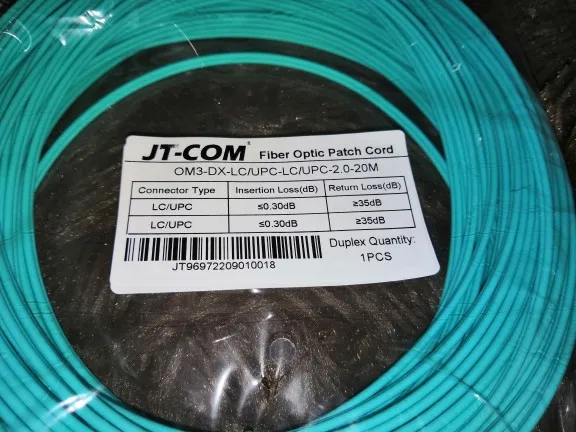 JT-COM® Fiber Optic Patch Cord
OM3-DX-LC/UPC-LC/UPC-2.0-20M
Connector Type Insertion Loss(dB) Return Loss(dB)
LC/UPC ≤0.30dB ≥35dB
LC/UPC ≤0.30dB ≥35dB
Duplex Quantity:
1PCS
JT96972209010018